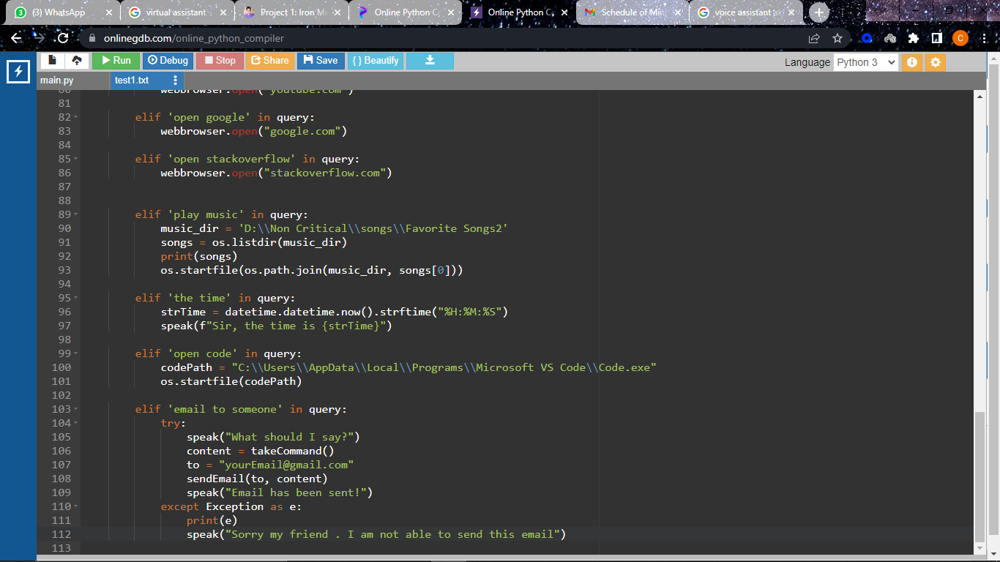 (3) WhatsApp
virtual assistant
Project 1: Iron M
Online Python C
Online Python C
Schedule of Mi
voice assistant a
onlinegdb.com/online_python_compiler
C
Run Debug Stop Share Save { } Beautify Language Python 3
main.py test1.txt
80 webbrowser.open("youtube.com")
81
82 elif 'open google' in query:
83 webbrowser.open("google.com")
84
85 elif 'open stackoverflow' in query:
86 webbrowser.open("stackoverflow.com")
87
88
89 elif 'play music' in query:
90 music_dir = 'D:\\Non Critical\\songs\\Favorite Songs2'
91 songs = os.listdir(music_dir)
92 print(songs)
93 os.startfile(os.path.join(music_dir, songs[0]))
94
95 elif 'the time' in query:
96 strTime = datetime.datetime.now().strftime("%H:%M:%S")
97 speak(f"Sir, the time is {strTime}")
98
99 elif 'open code' in query:
100 codePath = "C:\\Users\\AppData\\Local\\Programs\\Microsoft VS Code\\Code.exe"
101 os.startfile(codePath)
102
103 elif 'email to someone' in query:
104 try:
105 speak("What should I say?")
106 content = takeCommand()
107 to = "yourEmail@gmail.com"
108 sendEmail(to, content)
109 speak("Email has been sent!")
110 except Exception as e:
111 print(e)
112 speak("Sorry my friend . I am not able to send this email")
113